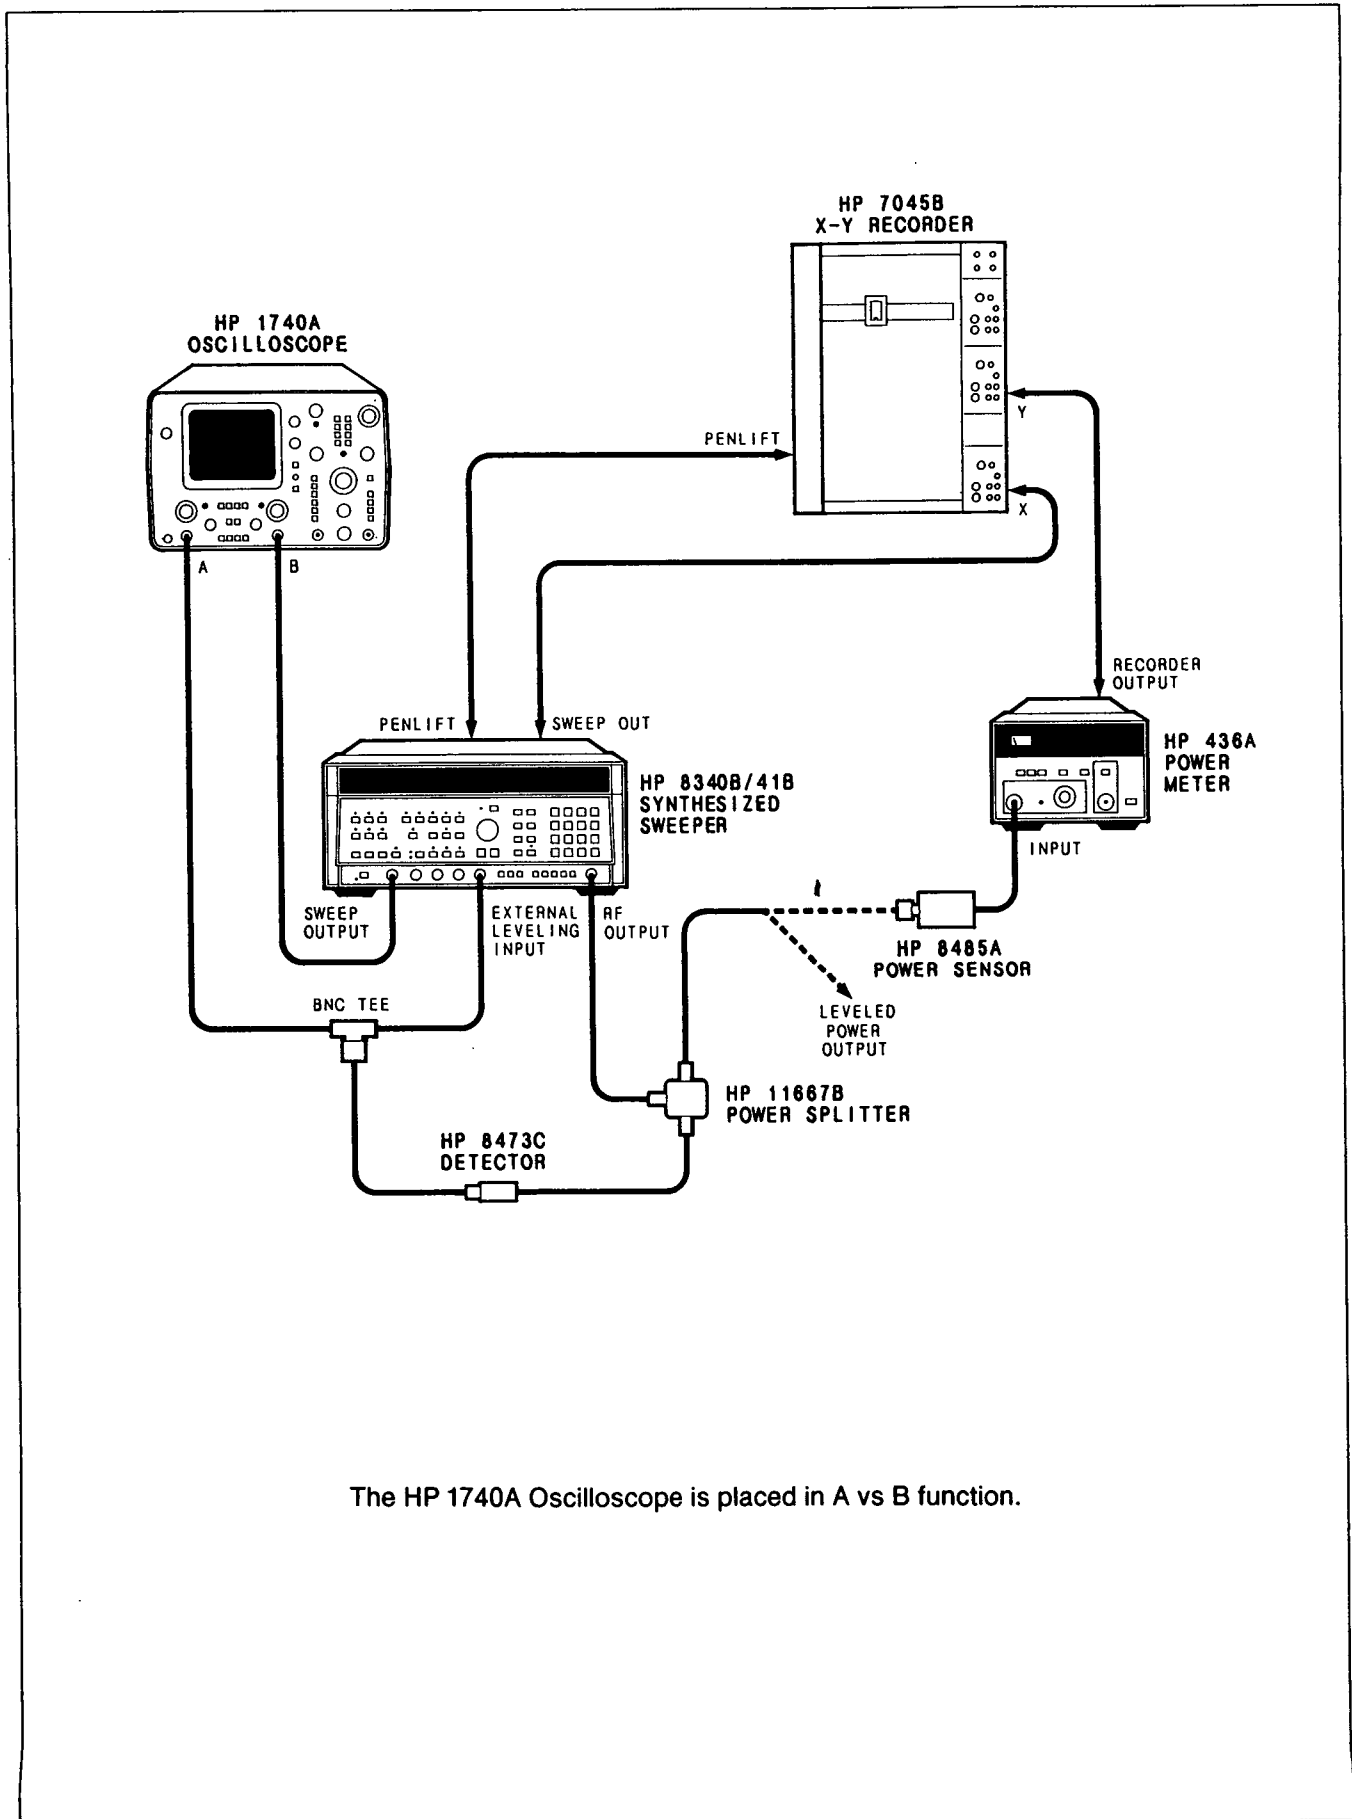 HP 7045B
X-Y RECORDER
HP 1740A
OSCILLOSCOPE
Y
PENLIFT
X
A
B
RECORDER
OUTPUT
PENLIFT
SWEEP OUT
HP 436A
POWER
METER
HP 8340B/41B
SYNTHESIZED
SWEEPER
INPUT
SWEEP
OUTPUT
EXTERNAL
LEVELING
INPUT
RF
OUTPUT
HP 8485A
POWER SENSOR
BNC TEE
LEVELED
POWER
OUTPUT
HP 11667B
POWER SPLITTER
HP 8473C
DETECTOR
The HP 1740A Oscilloscope is placed in A vs B function.